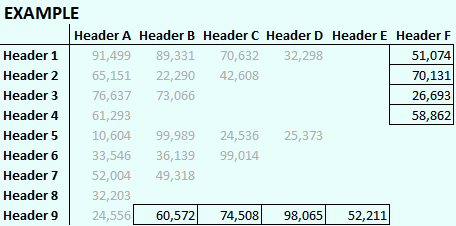 EXAMPLE
Header A Header B Header C Header D Header E Header F
Header 1 91,499 89,331 70,632 32,298 51,074
Header 2 65,151 22,290 42,608 70,131
Header 3 76,637 73,066 26,693
Header 4 61,293 58,862
Header 5 10,604 99,989 24,536 25,373
Header 6 33,546 36,139 99,014
Header 7 52,004 49,318
Header 8 32,203
Header 9 24,556 60,572 74,508 98,065 52,211